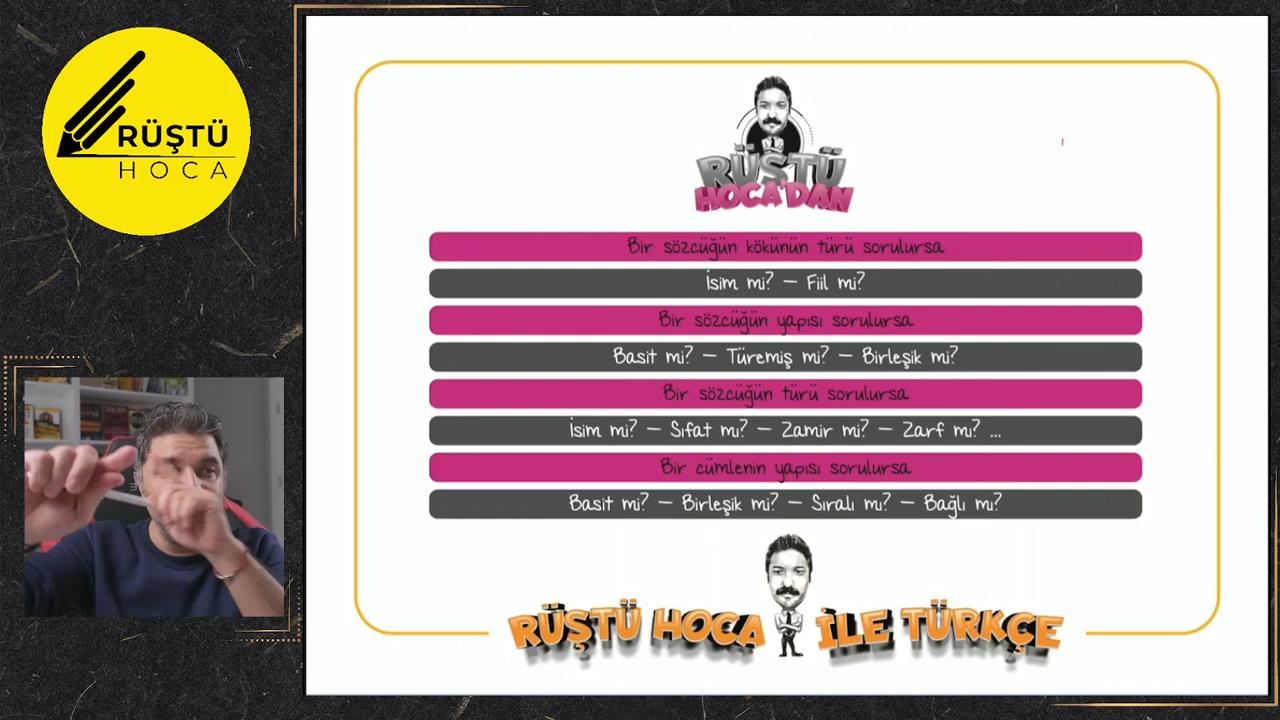 RÜŞTÜ
HOCA
RÜŞTÜ
HOCA'DAN
Bir sözcüğün kökünün türü sorulursa
İsim mi? – Fiil mi?
Bir sözcüğün yapısı sorulursa
Basit mi? – Türemiş mi? – Birleşik mi?
Bir sözcüğün türü sorulursa
İsim mi? – Sıfat mı? – Zamir mi? – Zarf mı? ...
Bir cümlenin yapısı sorulursa
Basit mi? – Birleşik mi? – Sıralı mı? – Bağlı mı?
RÜŞTÜ HOCA İLE TÜRKÇE